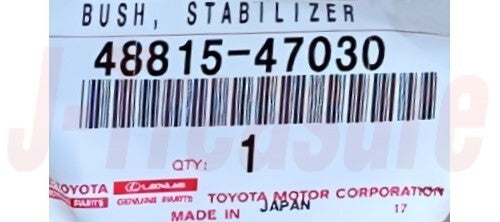 BUSH, STABILIZER
48815-47030
J-Treasure
QTY: 1
TOYOTA LEXUS
PARTS GENUINE PARTS TOYOTA MOTOR CORPORATION
MADE IN JAPAN 17